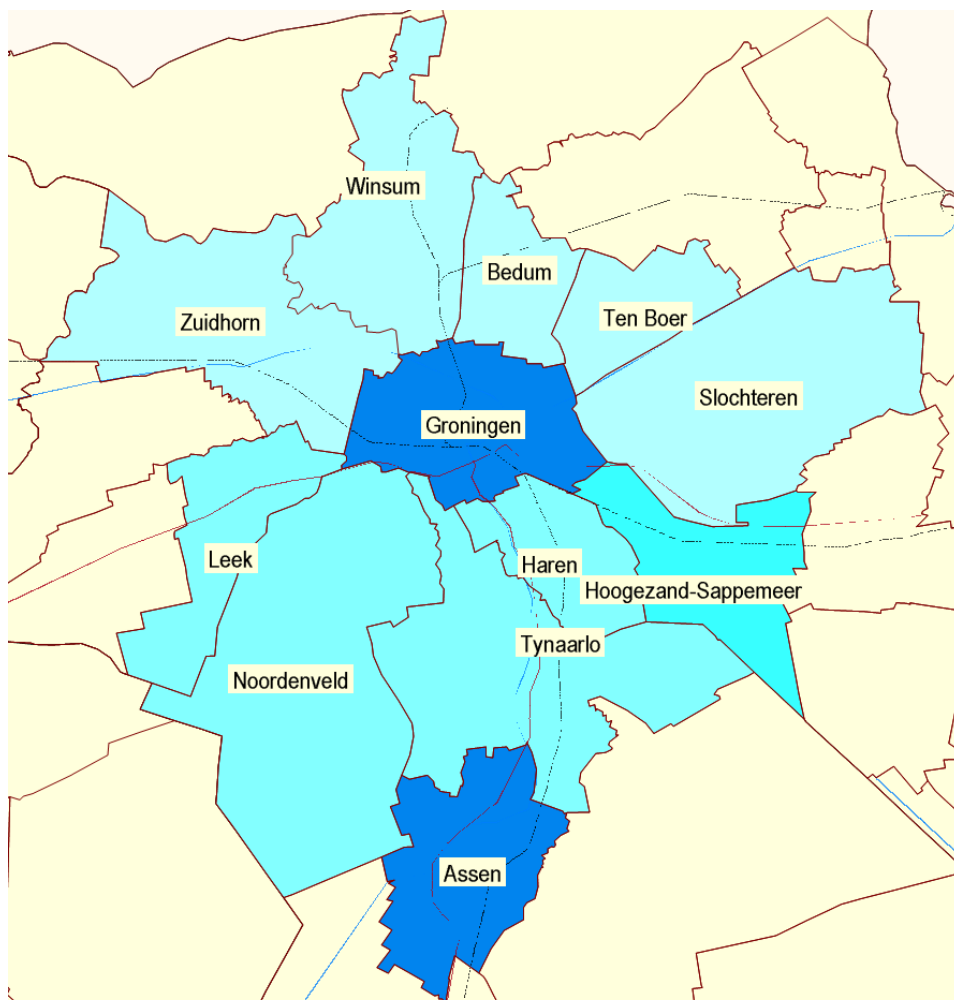 Winsum
Bedum
Zuidhorn
Ten Boer
Slochteren
Groningen
Leek
Haren
Hoogezand-Sappemeer
Tynaarlo
Noordenveld
Assen